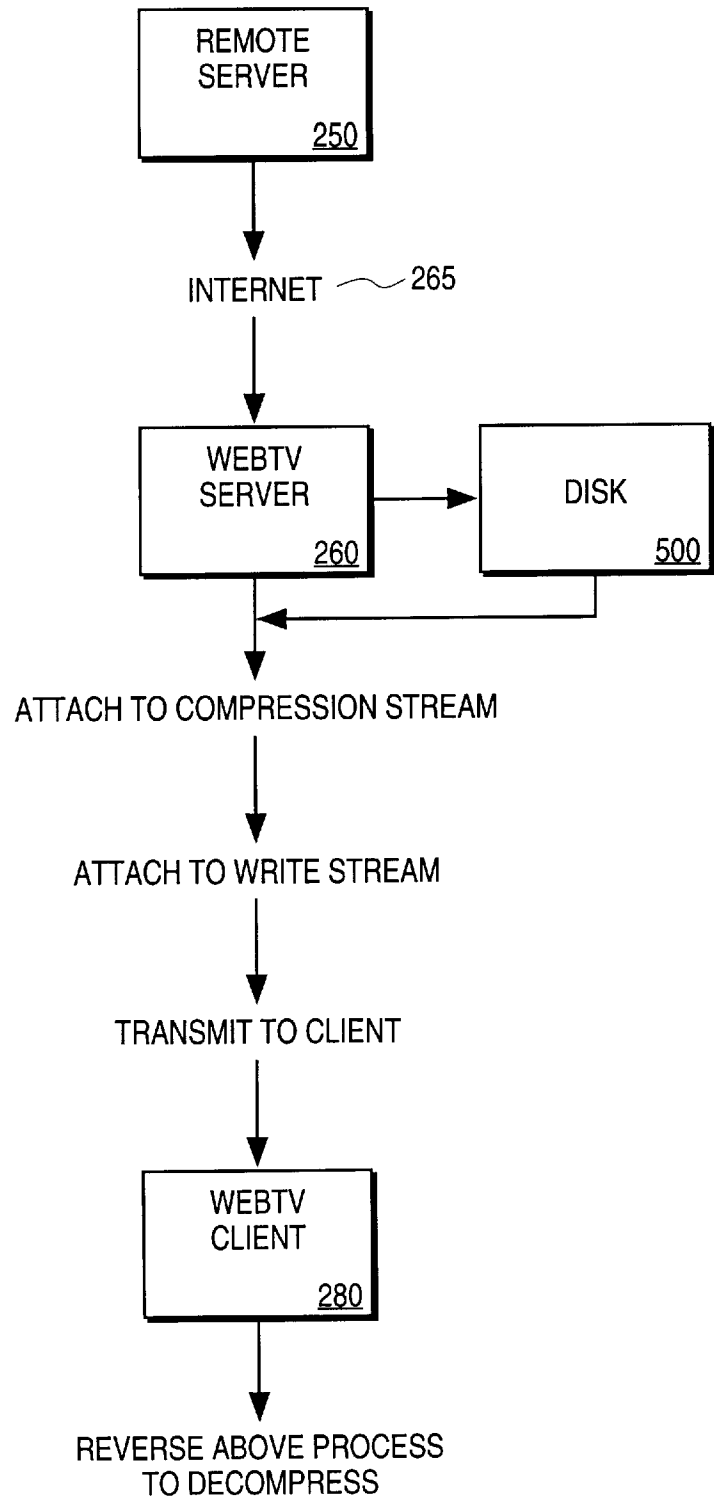 REMOTE
SERVER
250
INTERNET
265
WEBTV
SERVER
260
DISK
500
ATTACH TO COMPRESSION STREAM
ATTACH TO WRITE STREAM
TRANSMIT TO CLIENT
WEBTV
CLIENT
280
REVERSE ABOVE PROCESS
TO DECOMPRESS